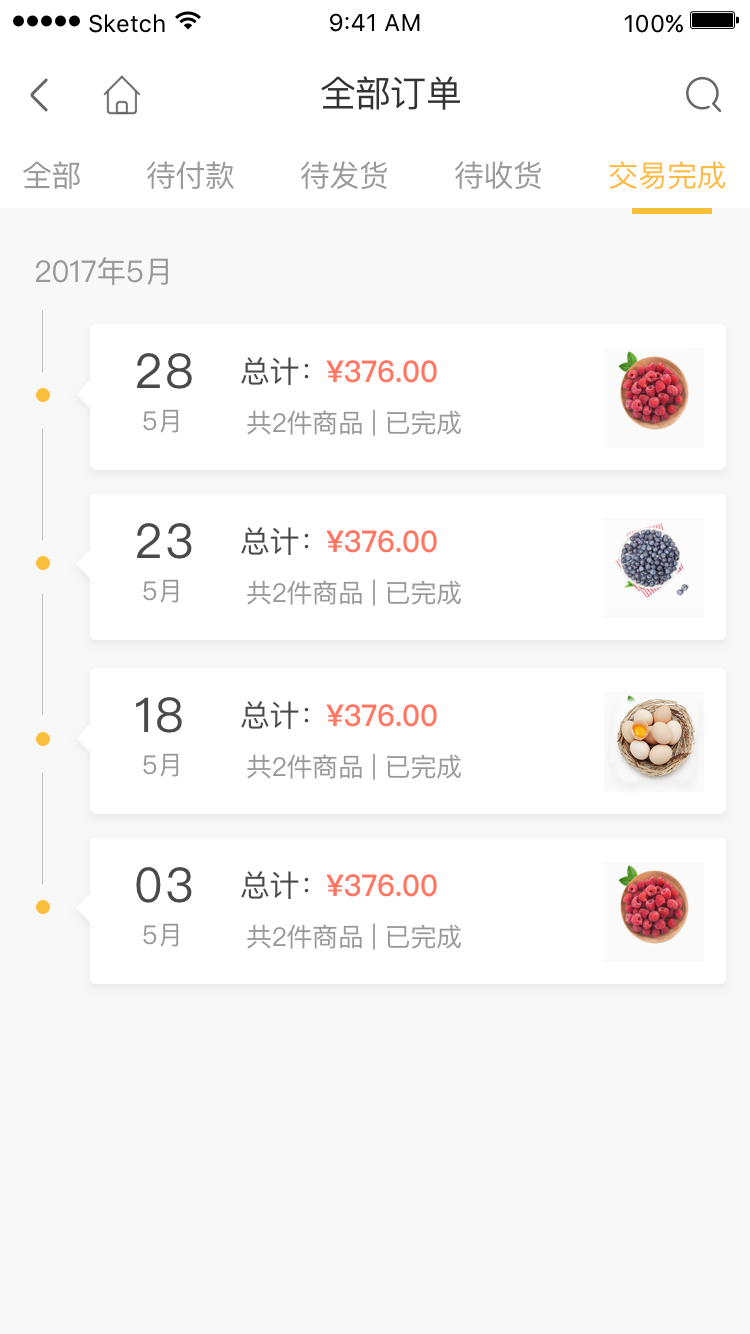 Sketch 9:41 AM 100%
全部订单
全部 待付款 待发货 待收货 交易完成
2017年5月
28 总计：¥376.00
5月 共2件商品 | 已完成
23 总计：¥376.00
5月 共2件商品 | 已完成
18 总计：¥376.00
5月 共2件商品 | 已完成
03 总计：¥376.00
5月 共2件商品 | 已完成